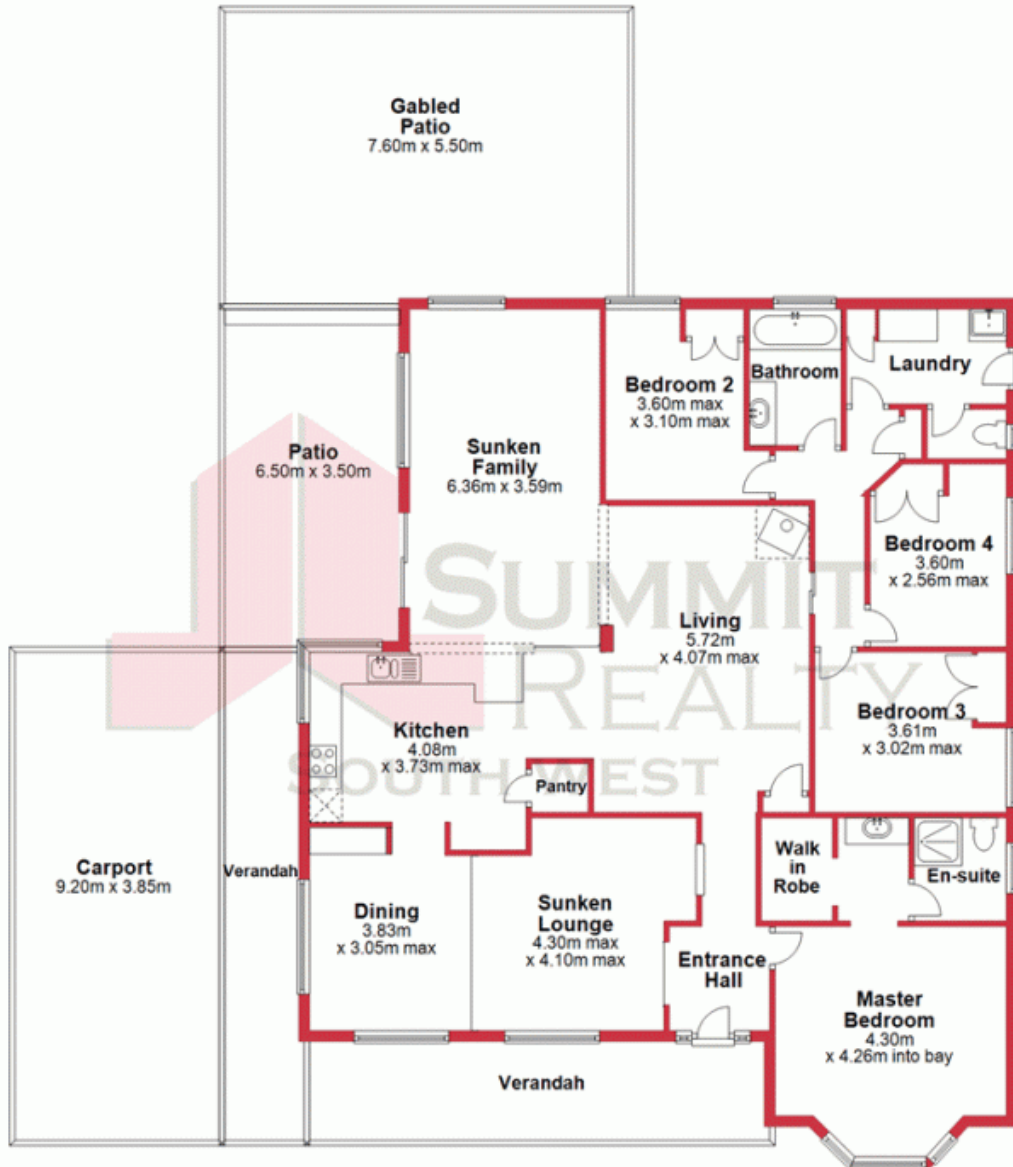 Gabled
Patio
7.60m x 5.50m
Bedroom 2
3.60m max
x 3.10m max
Bathroom
Laundry
Patio
6.50m x 3.50m
Sunken
Family
6.36m x 3.59m
Bedroom 4
3.60m
x 2.56m max
SUMMIT
REALTY
SOUTH WEST
Living
5.72m
x 4.07m max
Kitchen
4.08m
x 3.73m max
Bedroom 3
3.61m
x 3.02m max
Pantry
Carport
9.20m x 3.85m
Verandah
Dining
3.83m
x 3.05m max
Sunken
Lounge
4.30m max
x 4.10m max
Walk
in
Robe
En-suite
Entrance
Hall
Master
Bedroom
4.30m
x 4.26m into bay
Verandah